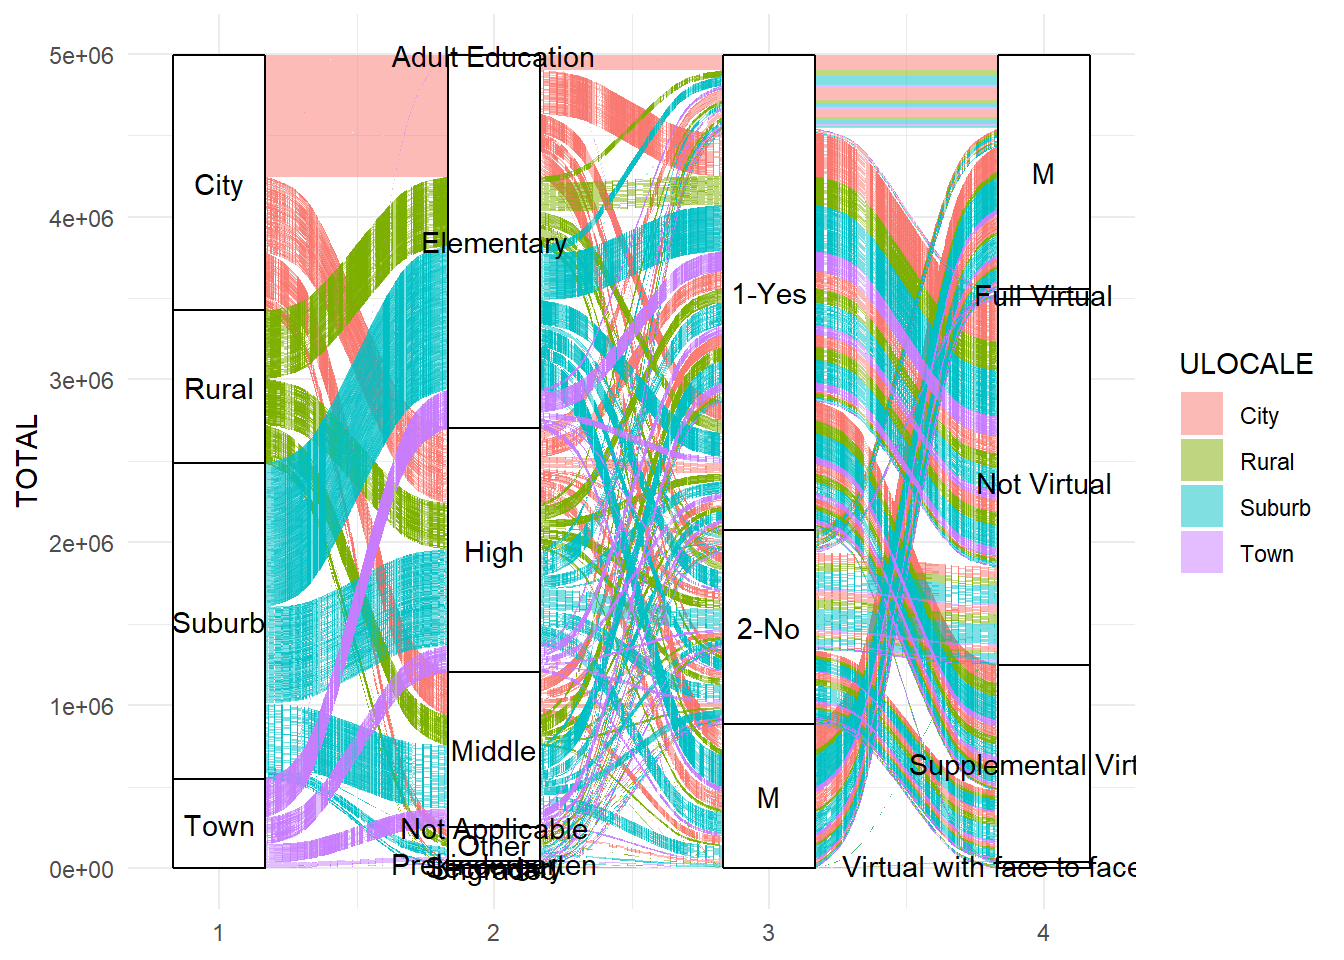 5e+06
4e+06
3e+06
2e+06
1e+06
0e+00
TOTAL
City
Rural
Suburb
Town
Adult Education
Elementary
High
Middle
Not Applicable
Other
Ungraded
1-Yes
2-No
M
M
Full Virtual
Not Virtual
Supplemental Virt
Virtual with face to face
1
2
3
4
ULOCALE
City
Rural
Suburb
Town